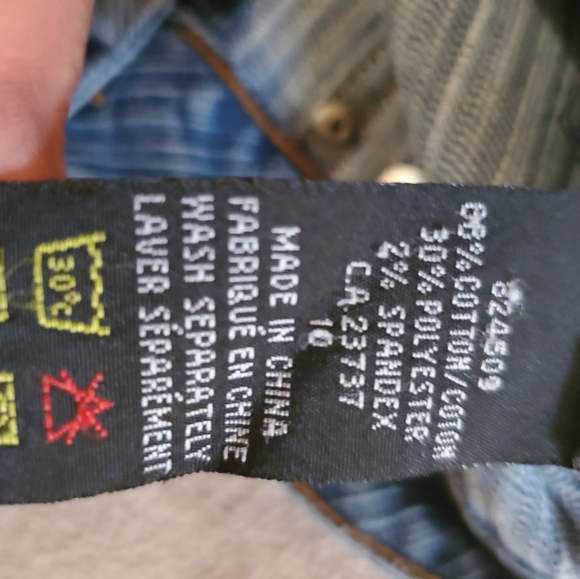 824509
68% COTTON/COTON
30% POLYESTER
2% SPANDEX
CA 23737
10
MADE IN CHINA
FABRIQUÉ EN CHINE
WASH SEPARATELY
LAVER SÉPARÉMENT
30°C